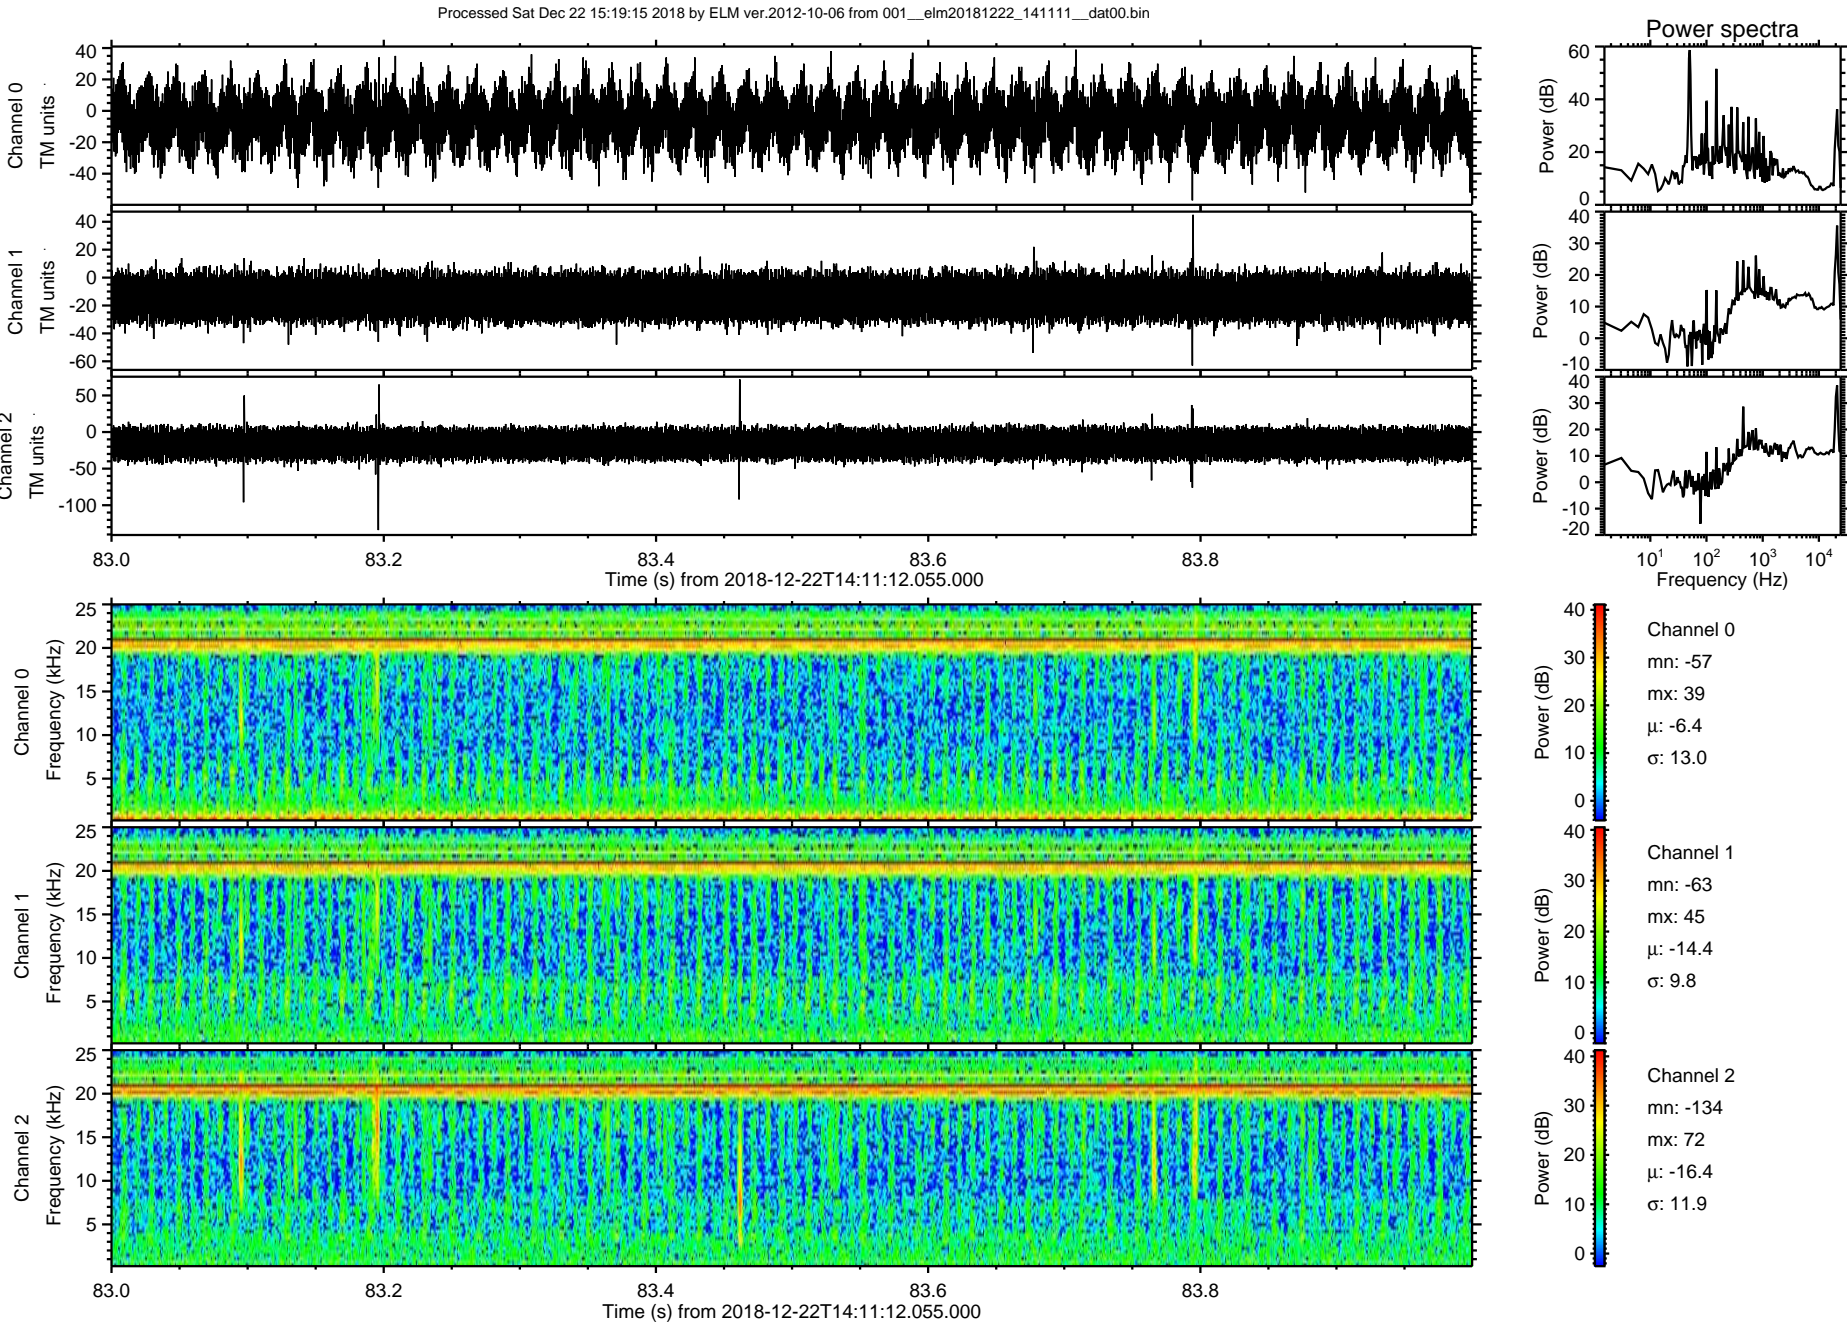 Processed Sat Dec 22 15:19:15 2018 by ELM ver.2012-10-06 from 001__elm20181222_141111__dat00.bin
Power spectra
Channel 0
TM units
40
20
0
-20
-40
Power (dB)
60
40
20
0
Channel 1
TM units
40
20
0
-20
-40
-60
Power (dB)
40
30
20
10
0
-10
Channel 2
TM units
50
0
-50
-100
Power (dB)
40
30
20
10
0
-10
-20
83.0 83.2 83.4 83.6 83.8
Time (s) from 2018-12-22T14:11:12.055.000
10^1 10^2 10^3 10^4
Frequency (Hz)
Channel 0
Frequency (kHz)
25
20
15
10
5
Power (dB)
40
30
20
10
0
Channel 0
mn: -57
mx: 39
μ: -6.4
σ: 13.0
Channel 1
Frequency (kHz)
25
20
15
10
5
Power (dB)
40
30
20
10
0
Channel 1
mn: -63
mx: 45
μ: -14.4
σ: 9.8
Channel 2
Frequency (kHz)
25
20
15
10
5
Power (dB)
40
30
20
10
0
Channel 2
mn: -134
mx: 72
μ: -16.4
σ: 11.9
83.0 83.2 83.4 83.6 83.8
Time (s) from 2018-12-22T14:11:12.055.000